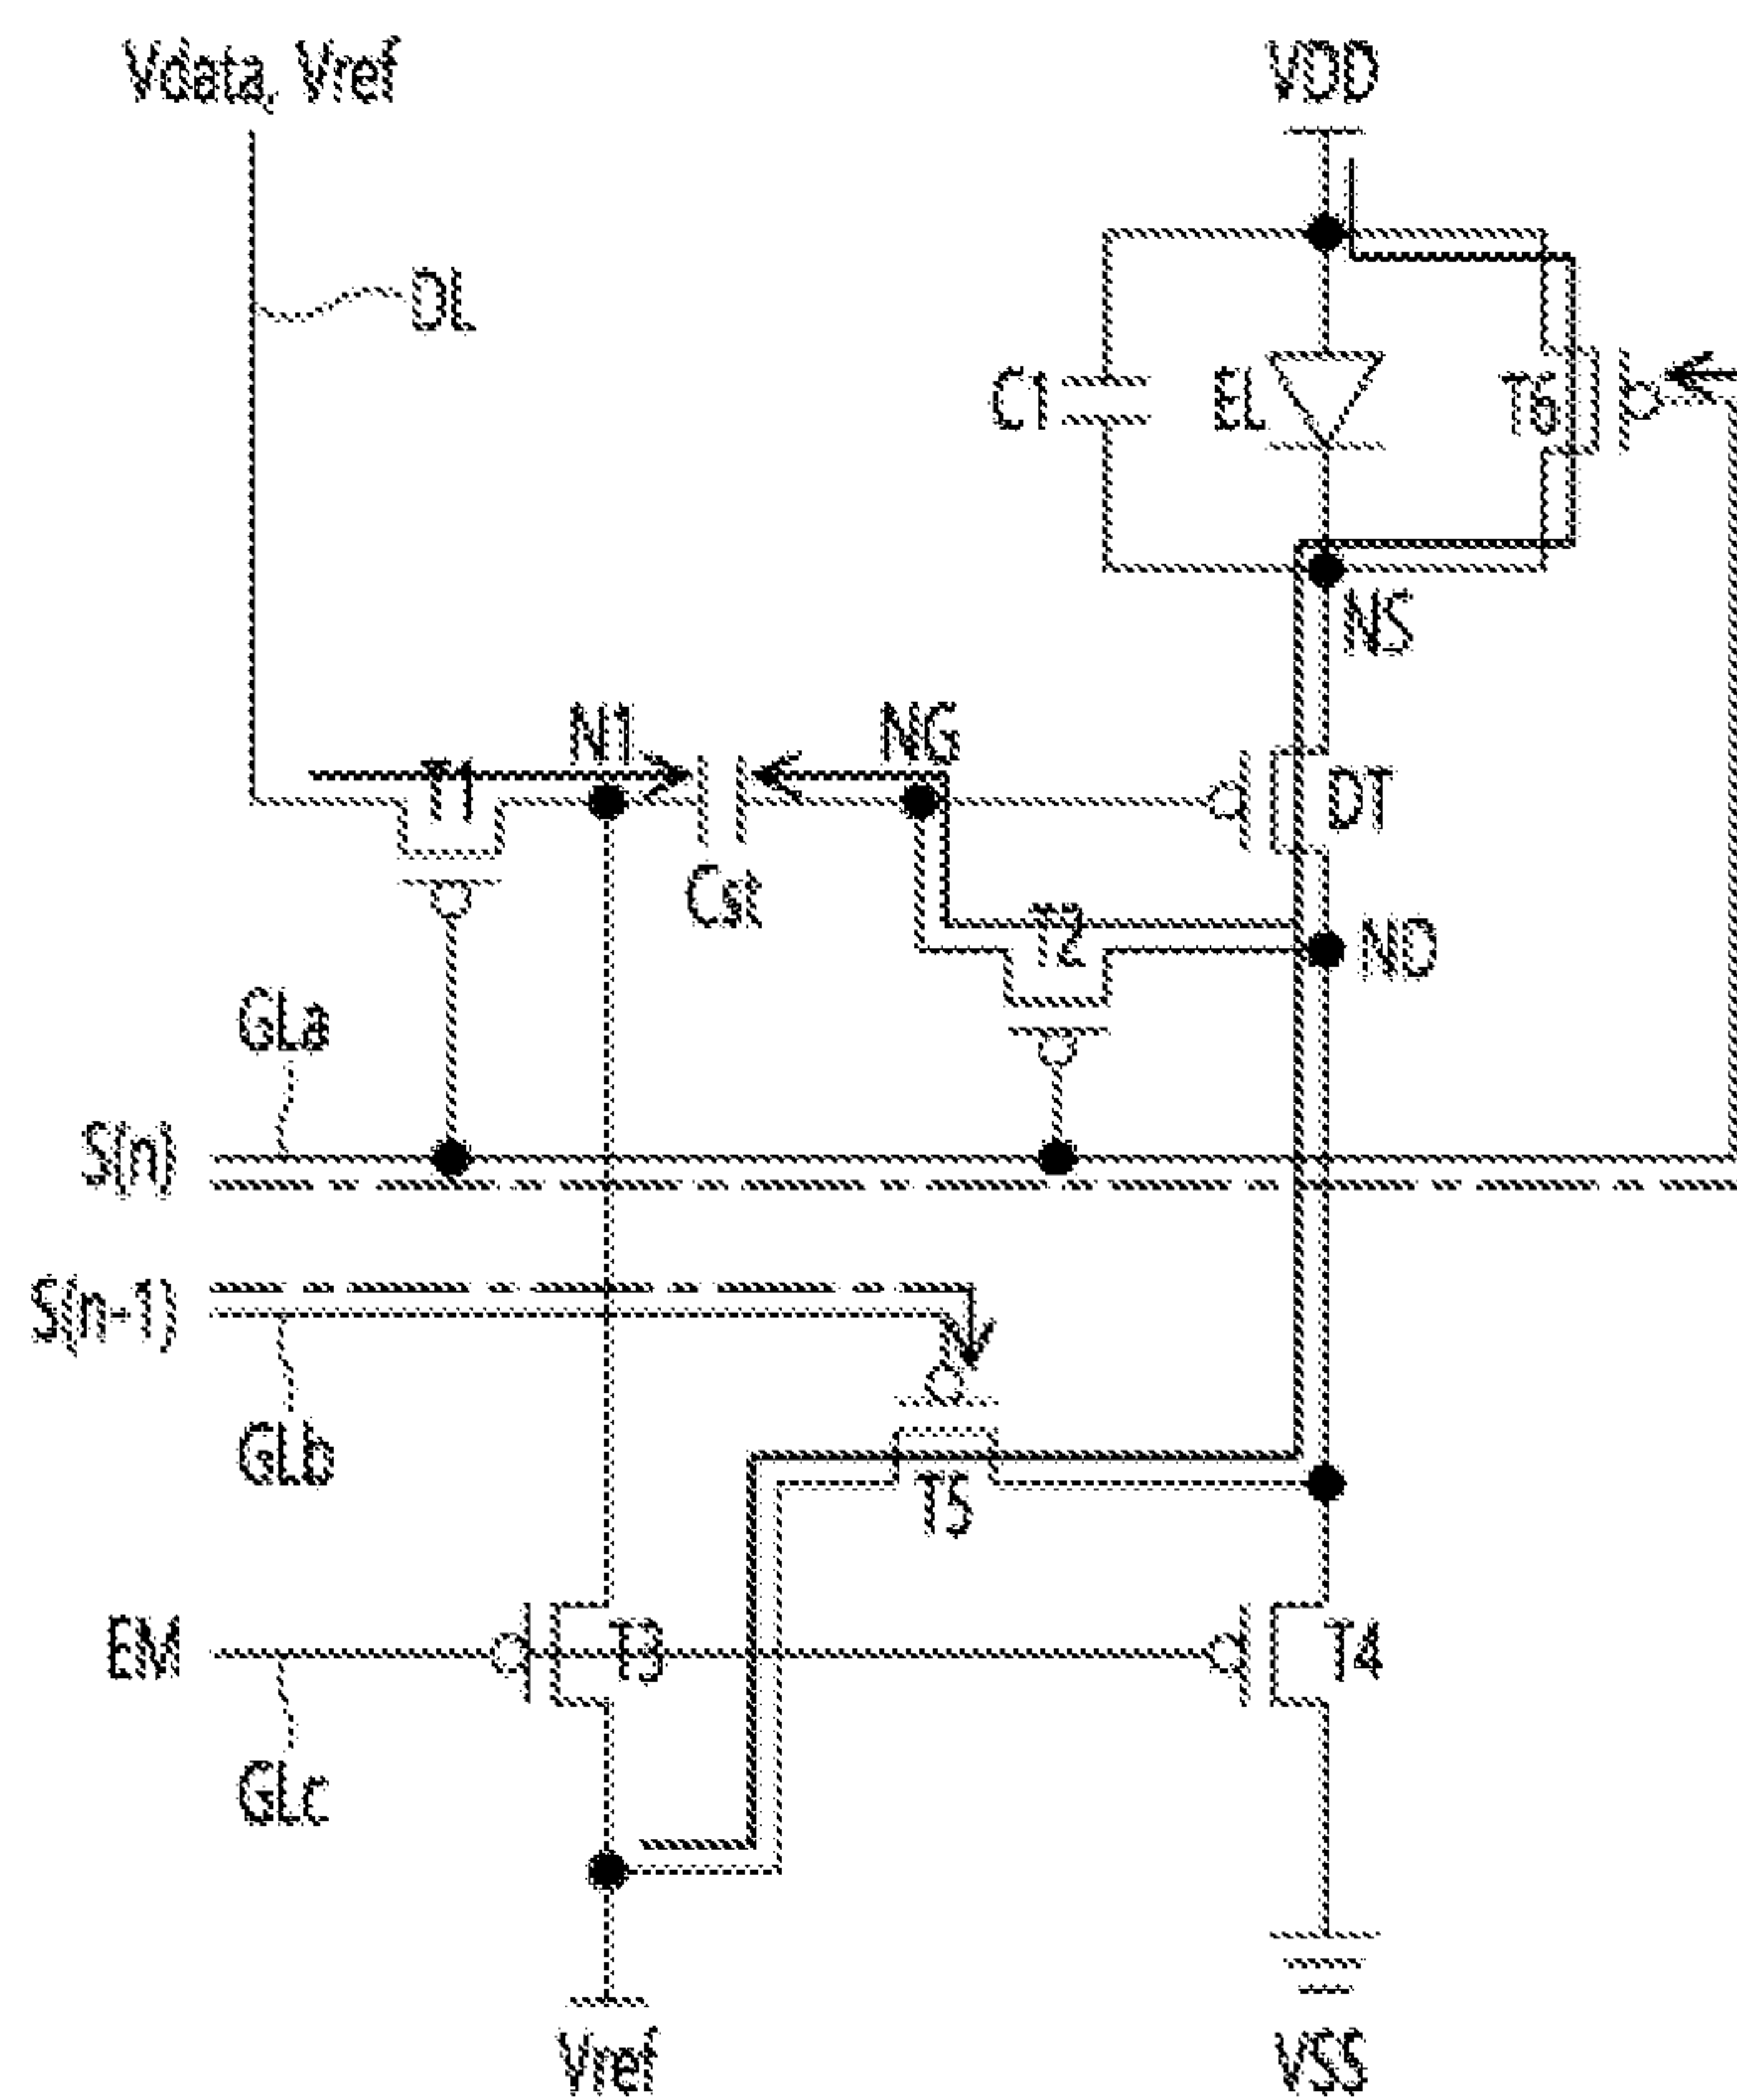 Vdata, Vref
VDD
DL
C1
EL
T6
NS
N1
NG
T1
DT
Cst
T2
ND
GLa
S(n)
S(n-1)
GLb
T5
EM
T3
T4
GLc
Vref
VSS